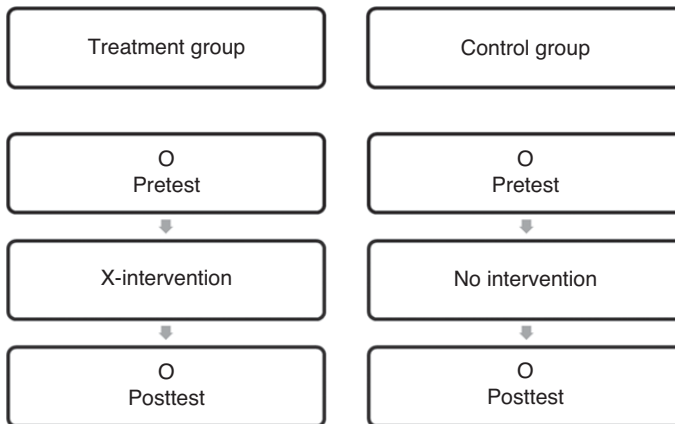 Treatment group
Control group
O
Pretest
O
Pretest
X-intervention
No intervention
O
Posttest
O
Posttest